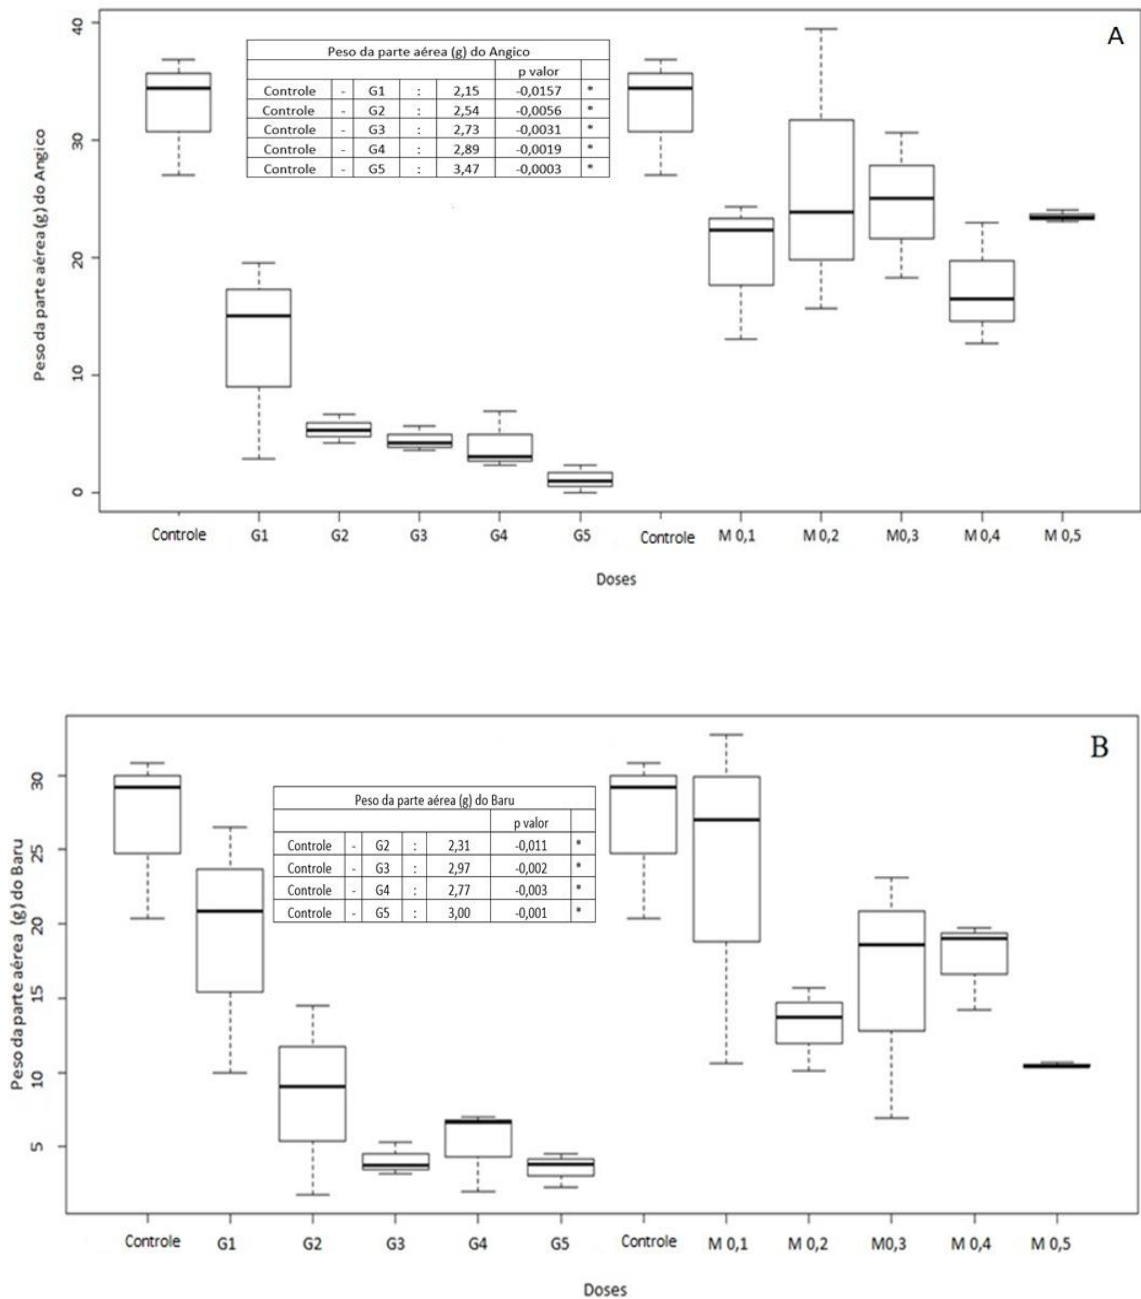 A
Peso da parte aérea (g) do Angico
40
30
20
10
0
Peso da parte aérea (g) do Angico
p valor
Controle - G1 : 2,15 -0,0157 *
Controle - G2 : 2,54 -0,0056 *
Controle - G3 : 2,73 -0,0031 *
Controle - G4 : 2,89 -0,0019 *
Controle - G5 : 3,47 -0,0003 *
Controle G1 G2 G3 G4 G5 Controle M 0,1 M 0,2 M0,3 M 0,4 M 0,5
Doses
B
Peso da parte aérea (g) do Baru
30
25
20
15
10
5
Peso da parte aérea (g) do Baru
p valor
Controle - G2 : 2,31 -0,011 *
Controle - G3 : 2,97 -0,002 *
Controle - G4 : 2,77 -0,003 *
Controle - G5 : 3,00 -0,001 *
Controle G1 G2 G3 G4 G5 Controle M 0,1 M 0,2 M0,3 M 0,4 M 0,5
Doses